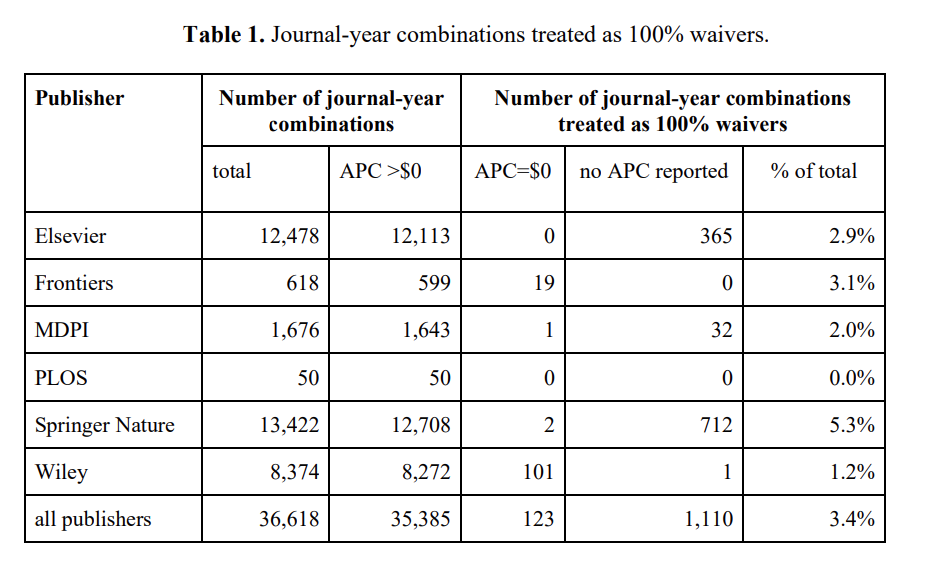 Table 1. Journal-year combinations treated as 100% waivers.
Publisher Number of journal-year Number of journal-year combinations
combinations treated as 100% waivers
total APC >$0 APC=$0 no APC reported % of total
Elsevier 12,478 12,113 0 365 2.9%
Frontiers 618 599 19 0 3.1%
MDPI 1,676 1,643 1 32 2.0%
PLOS 50 50 0 0 0.0%
Springer Nature 13,422 12,708 2 712 5.3%
Wiley 8,374 8,272 101 1 1.2%
all publishers 36,618 35,385 123 1,110 3.4%